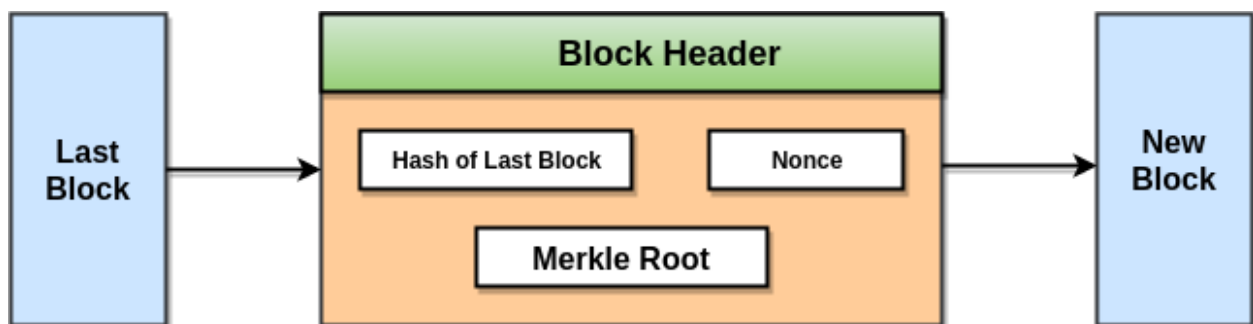 Block Header
Last
Block
Hash of Last Block
Nonce
Merkle Root
New
Block